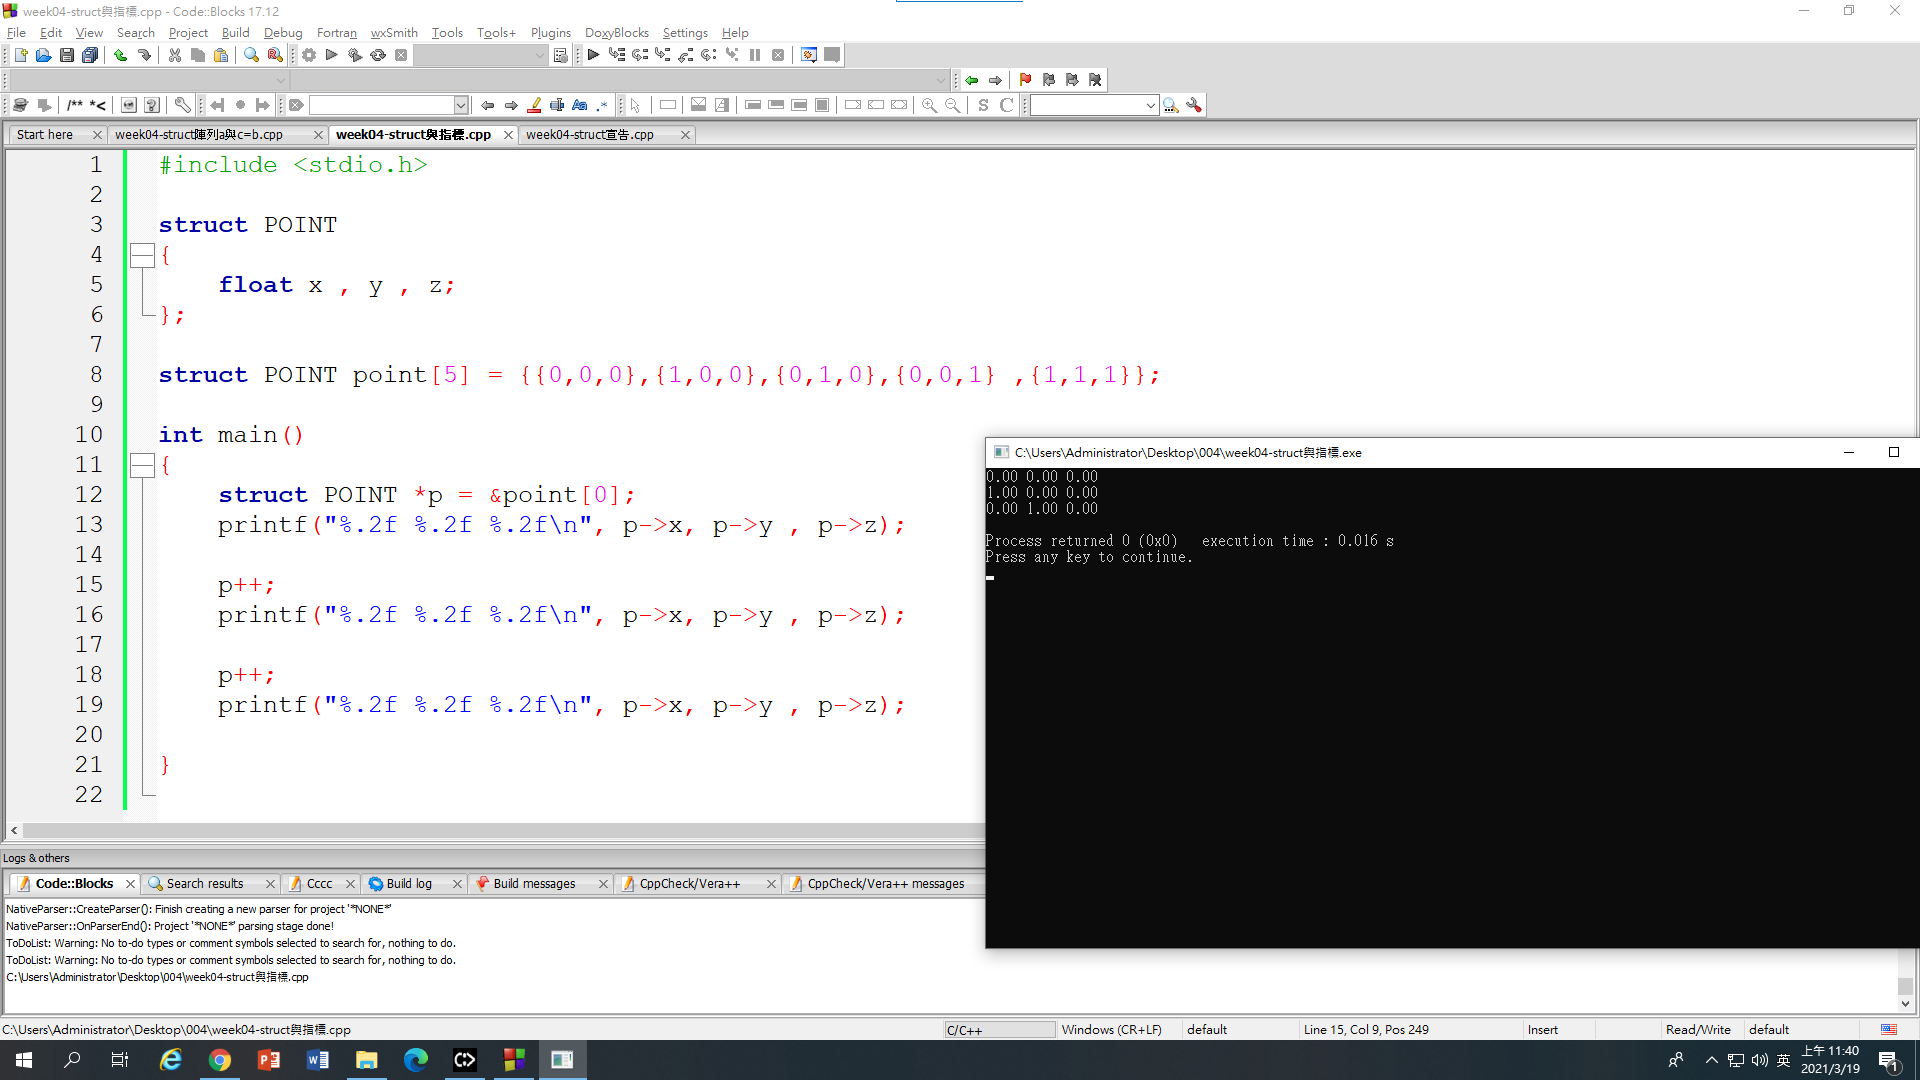 week04-struct與指標.cpp - Code::Blocks 17.12
File Edit View Search Project Build Debug Fortran wxSmith Tools Tools+ Plugins DoxyBlocks Settings Help
/** *<
Aa .*
S C
Start here
week04-struct陣列a與c=b.cpp
week04-struct與指標.cpp
week04-struct宣告.cpp
1 #include <stdio.h>
2
3 struct POINT
4 {
5 float x , y , z;
6 };
7
8 struct POINT point[5] = {{0,0,0},{1,0,0},{0,1,0},{0,0,1} ,{1,1,1}};
9
10 int main()
11 {
12 struct POINT *p = &point[0];
13 printf("%.2f %.2f %.2f\n", p->x, p->y , p->z);
14
15 p++;
16 printf("%.2f %.2f %.2f\n", p->x, p->y , p->z);
17
18 p++;
19 printf("%.2f %.2f %.2f\n", p->x, p->y , p->z);
20
21 }
22
C:\Users\Administrator\Desktop\004\week04-struct與指標.exe
0.00 0.00 0.00
1.00 0.00 0.00
0.00 1.00 0.00
Process returned 0 (0x0)   execution time : 0.016 s
Press any key to continue.
Logs & others
Code::Blocks
Search results
Cccc
Build log
Build messages
CppCheck/Vera++
CppCheck/Vera++ messages
NativeParser::CreateParser(): Finish creating a new parser for project '*NONE*'
NativeParser::OnParserEnd(): Project '*NONE*' parsing stage done!
ToDoList: Warning: No to-do types or comment symbols selected to search for, nothing to do.
ToDoList: Warning: No to-do types or comment symbols selected to search for, nothing to do.
C:\Users\Administrator\Desktop\004\week04-struct與指標.cpp
C:\Users\Administrator\Desktop\004\week04-struct與指標.cpp
C/C++
Windows (CR+LF)
default
Line 15, Col 9, Pos 249
Insert
Read/Write
default
英
上午 11:40
2021/3/19
1